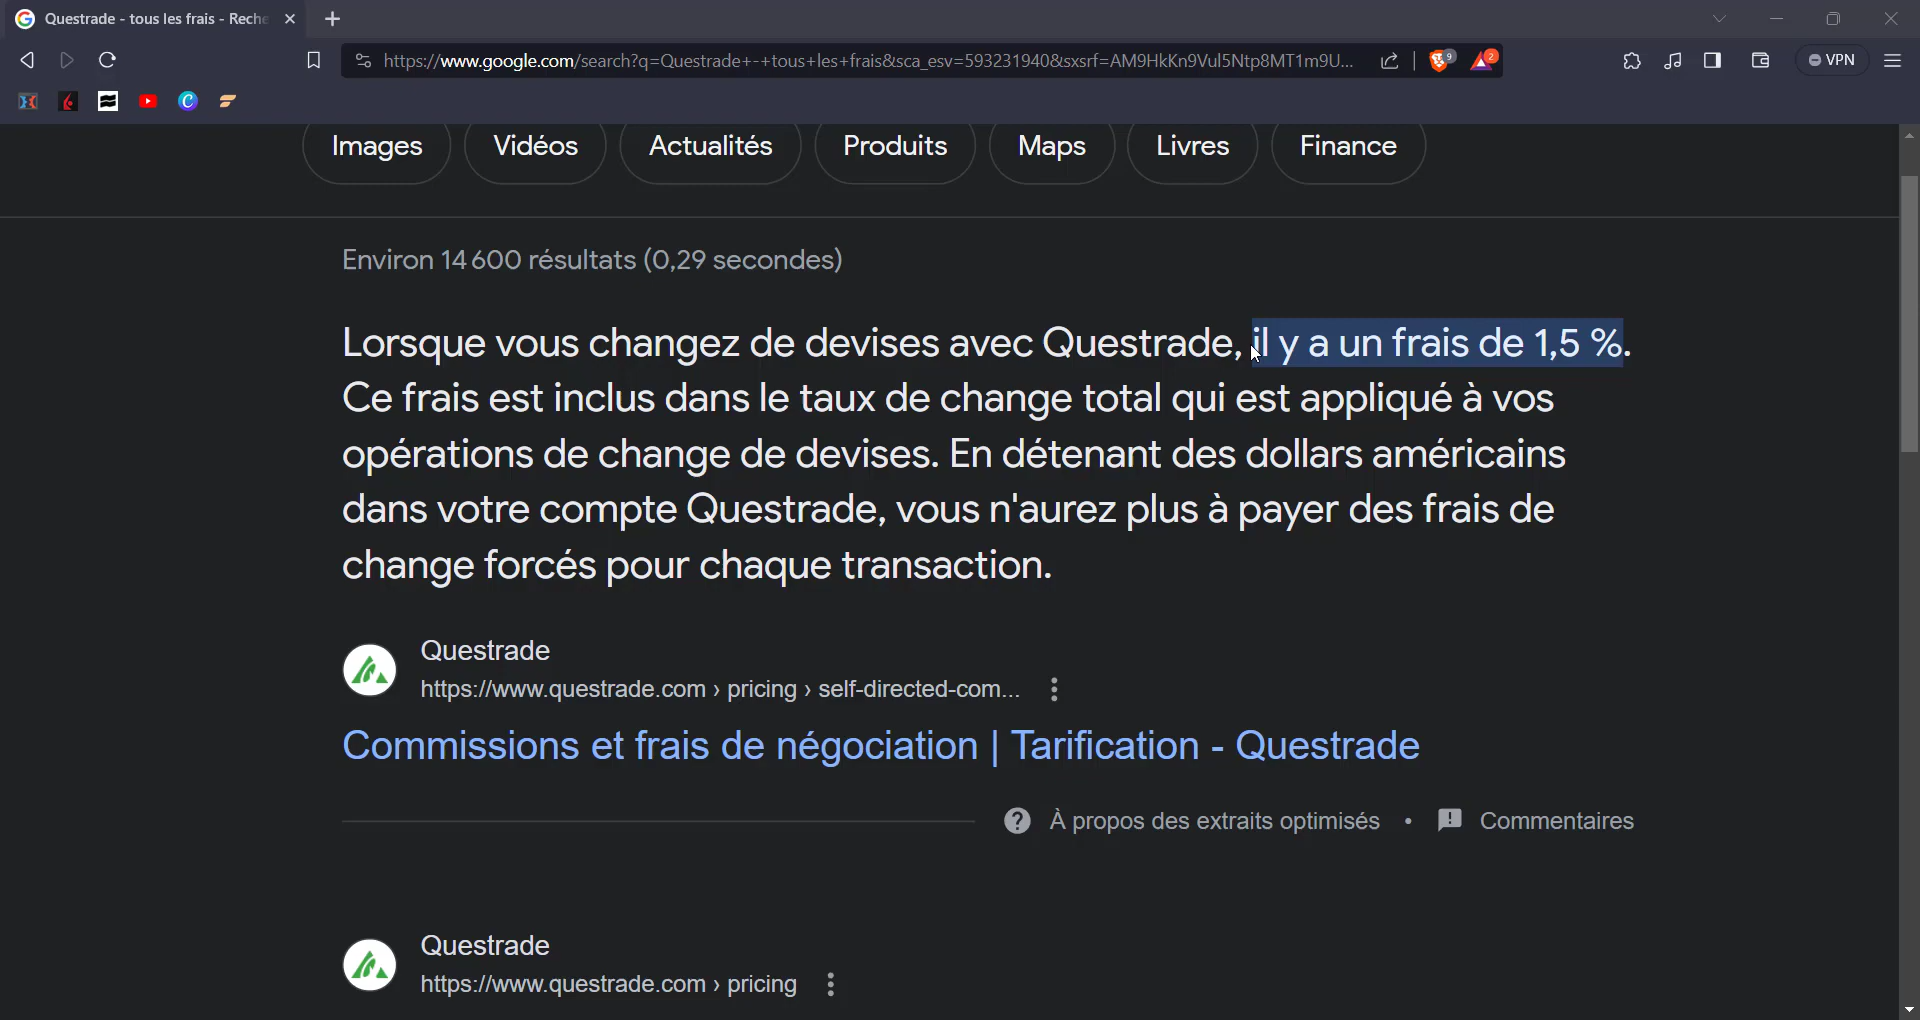 Questrade - tous les frais - Reche
https://www.google.com/search?q=Questrade+-+tous+les+frais&sca_esv=593231940&sxsrf=AM9HkKn9Vul5Ntp8MT1m9U...
9
2
VPN
Images
Vidéos
Actualités
Produits
Maps
Livres
Finance
Environ 14 600 résultats (0,29 secondes)
Lorsque vous changez de devises avec Questrade, il y a un frais de 1,5 %.
Ce frais est inclus dans le taux de change total qui est appliqué à vos
opérations de change de devises. En détenant des dollars américains
dans votre compte Questrade, vous n'aurez plus à payer des frais de
change forcés pour chaque transaction.
Questrade
https://www.questrade.com › pricing › self-directed-com...
Commissions et frais de négociation | Tarification - Questrade
À propos des extraits optimisés • Commentaires
Questrade
https://www.questrade.com › pricing